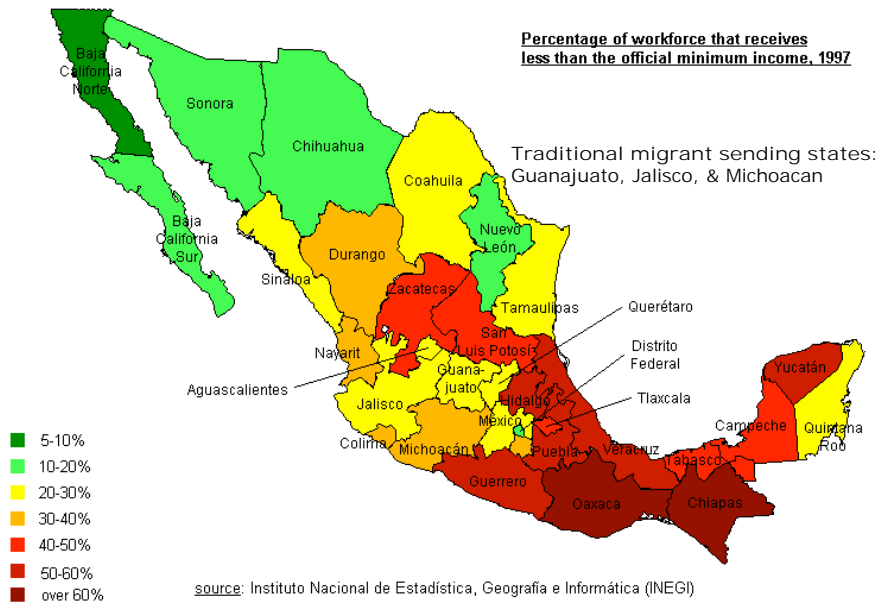 Percentage of workforce that receives
less than the official minimum income, 1997
Baja
California
Norte
Sonora
Chihuahua
Traditional migrant sending states:
Guanajuato, Jalisco, & Michoacan
Coahuila
Baja
California
Sur
Nuevo
León
Durango
Sinaloa
Zacatecas
Tamaulipas
Querétaro
San
Luis Potosí
Distrito
Federal
Nayarit
Yucatán
Guana-
juato
Aguascalientes
Hidalgo
Tlaxcala
Jalisco
México
Campeche
Quintana
Roo
Colima
Michoacán
Puebla
Veracruz
Tabasco
Guerrero
Oaxaca
Chiapas
5-10%
10-20%
20-30%
30-40%
40-50%
50-60%
over 60%
source: Instituto Nacional de Estadística, Geografía e Informática (INEGI)